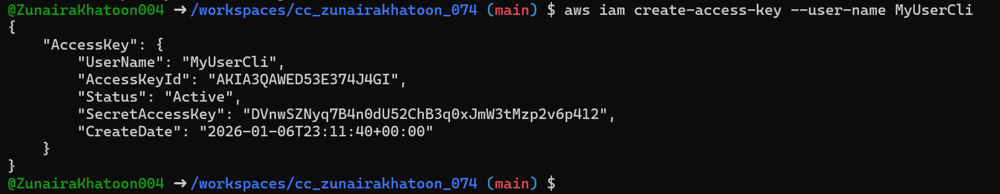 @ZunairaKhatoon004 ➜ /workspaces/cc_zunairakhatoon_074 (main) $ aws iam create-access-key --user-name MyUserCli
{
    "AccessKey": {
        "UserName": "MyUserCli",
        "AccessKeyId": "AKIA3QAWED53E374J4GI",
        "Status": "Active",
        "SecretAccessKey": "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",
        "CreateDate": "2026-01-06T23:11:40+00:00"
    }
}
@ZunairaKhatoon004 ➜ /workspaces/cc_zunairakhatoon_074 (main) $